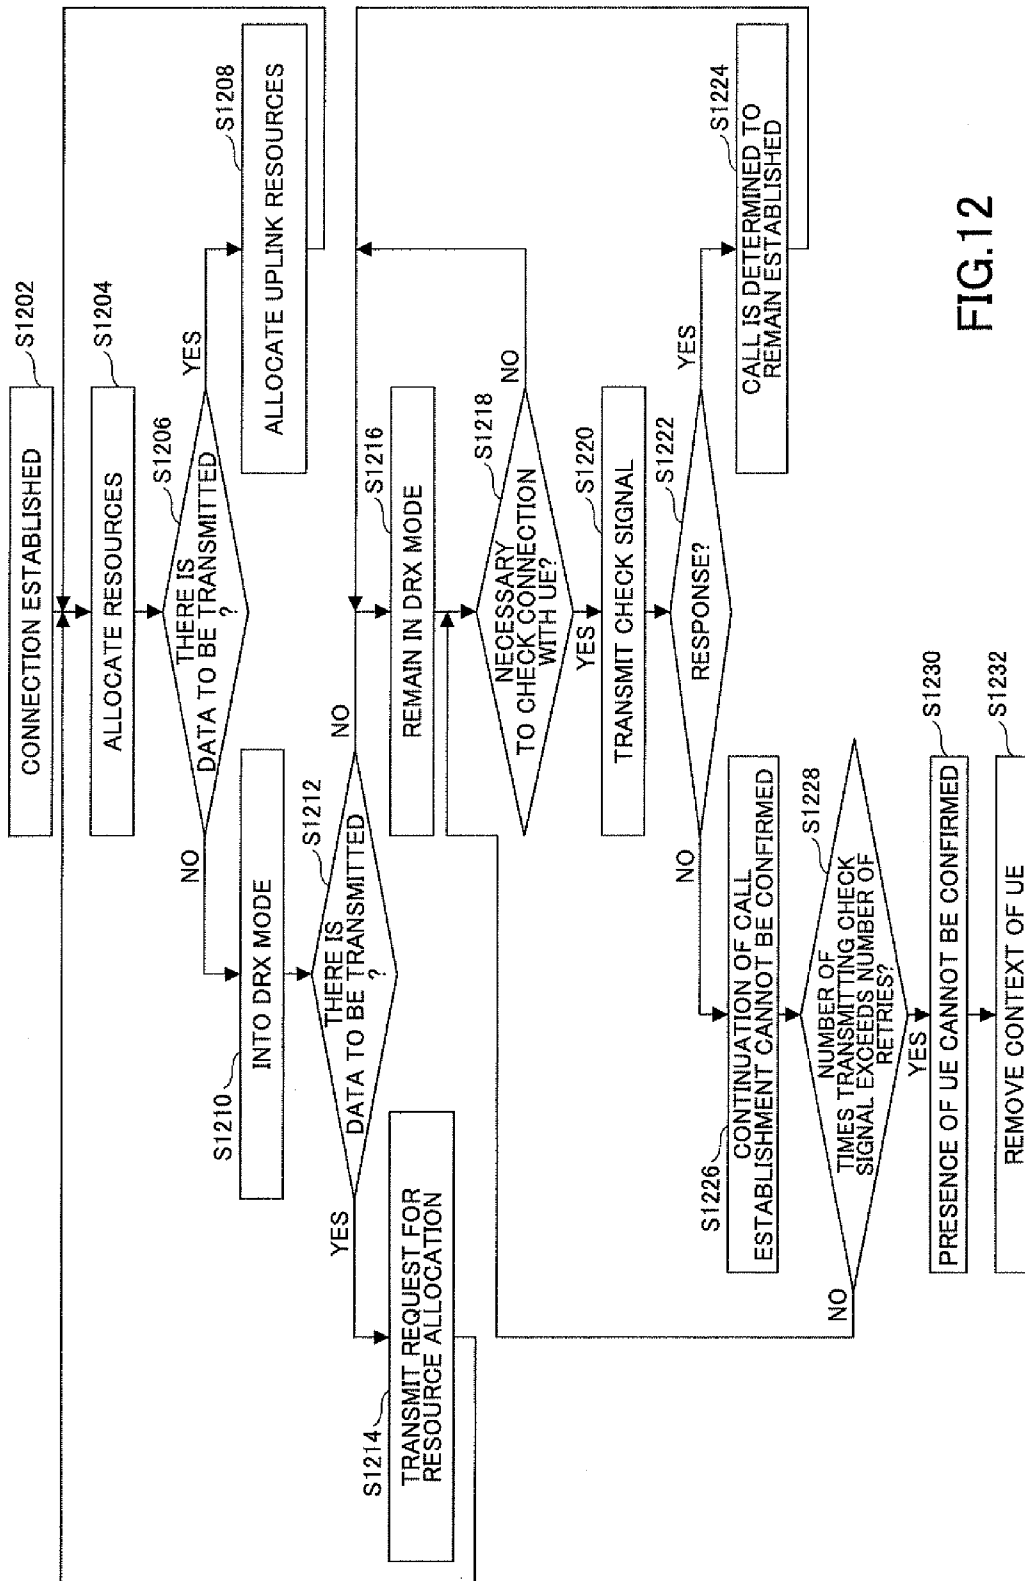 CONNECTION ESTABLISHED
S1202
ALLOCATE RESOURCES
S1204
THERE IS
DATA TO BE TRANSMITTED
?
S1206
YES
NO
ALLOCATE UPLINK RESOURCES
S1208
INTO DRX MODE
S1210
THERE IS
DATA TO BE TRANSMITTED
?
S1212
YES
NO
TRANSMIT REQUEST FOR
RESOURCE ALLOCATION
S1214
REMAIN IN DRX MODE
S1216
NECESSARY
TO CHECK CONNECTION
WITH UE?
S1218
NO
YES
TRANSMIT CHECK SIGNAL
S1220
RESPONSE?
S1222
YES
NO
CALL IS DETERMINED TO
REMAIN ESTABLISHED
S1224
CONTINUATION OF CALL
ESTABLISHMENT CANNOT BE CONFIRMED
S1226
NUMBER OF
TIMES TRANSMITTING CHECK
SIGNAL EXCEEDS NUMBER OF
RETRIES?
S1228
NO
YES
PRESENCE OF UE CANNOT BE CONFIRMED
S1230
REMOVE CONTEXT OF UE
S1232
FIG.12